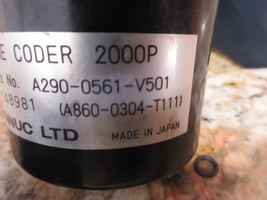 CODER 2000P
No. A290-0561-V501
48981 (A860-0304-T111)
NUC LTD
MADE IN JAPAN